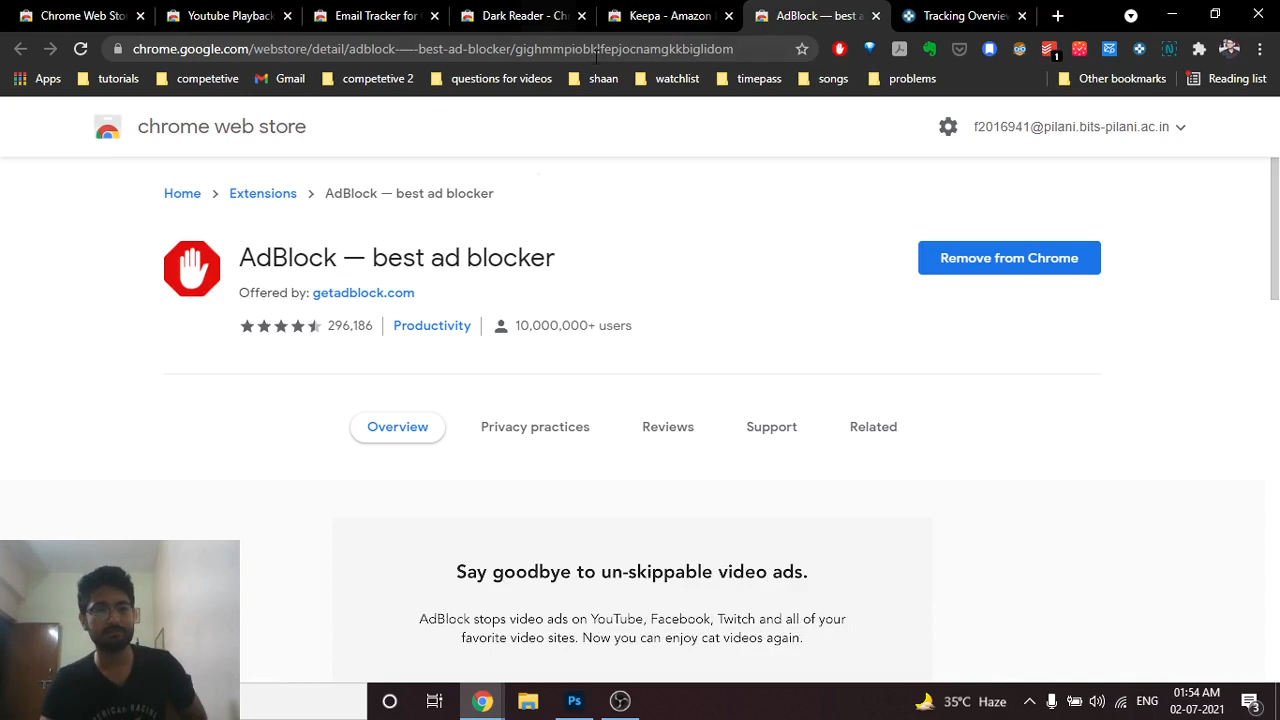 Chrome Web Sto
Youtube Playback
Email Tracker for G
Dark Reader - Chr
Keepa - Amazon
AdBlock — best a
Tracking Overview
chrome.google.com/webstore/detail/adblock-—-best-ad-blocker/gighmmpiobklfepjocnamgkkbiglidom
1
Apps
tutorials
competetive
Gmail
competetive 2
questions for videos
shaan
watchlist
timepass
songs
problems
Other bookmarks
Reading list
chrome web store
f2016941@pilani.bits-pilani.ac.in
Home > Extensions > AdBlock — best ad blocker
AdBlock — best ad blocker
Remove from Chrome
Offered by: getadblock.com
296,186 | Productivity | 10,000,000+ users
Overview
Privacy practices
Reviews
Support
Related
Say goodbye to un-skippable video ads.
AdBlock stops video ads on YouTube, Facebook, Twitch and all of your
favorite video sites. Now you can enjoy cat videos again.
AFRICAN
Ps
35°C Haze
ENG
01:54 AM
02-07-2021
3